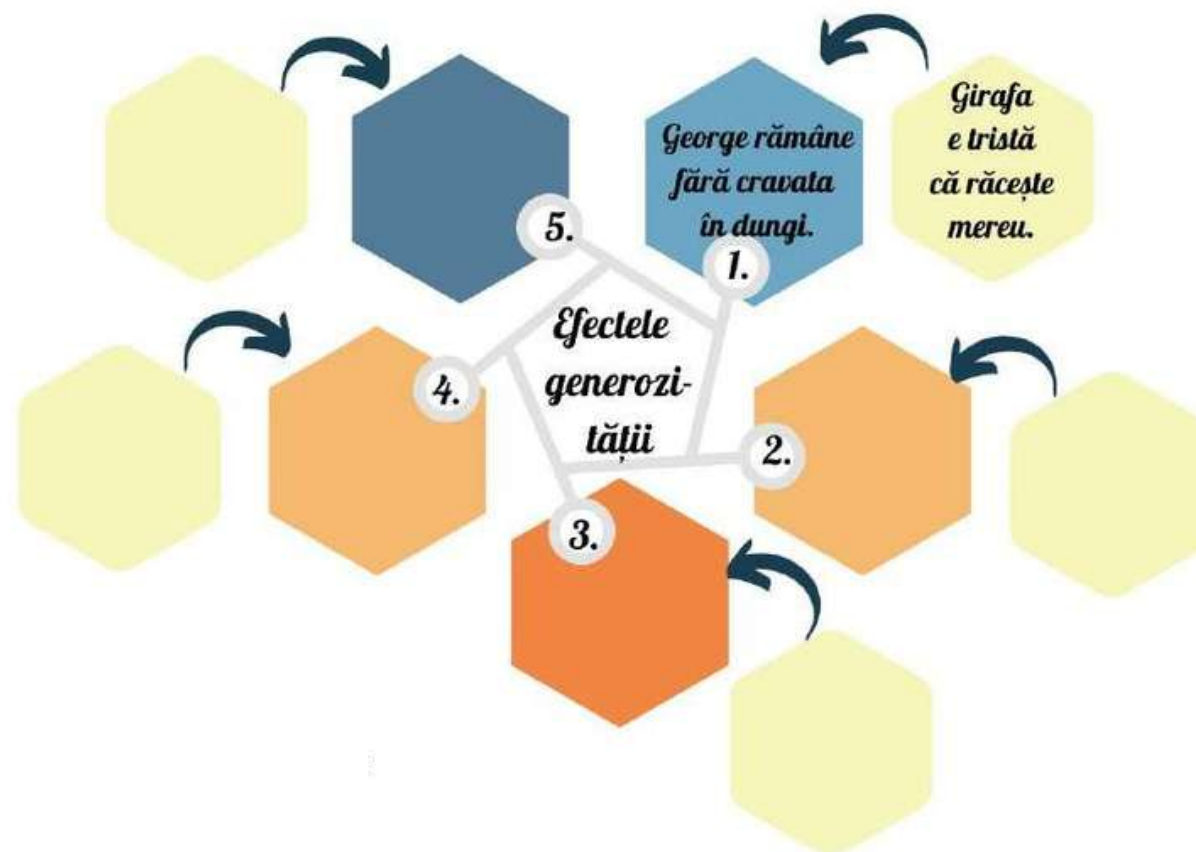 Girafa
e tristă
că răcește
mereu.
George rămâne
fără cravata
în dungi.
1.
2.
3.
4.
5.
Efectele
generozi-
tății